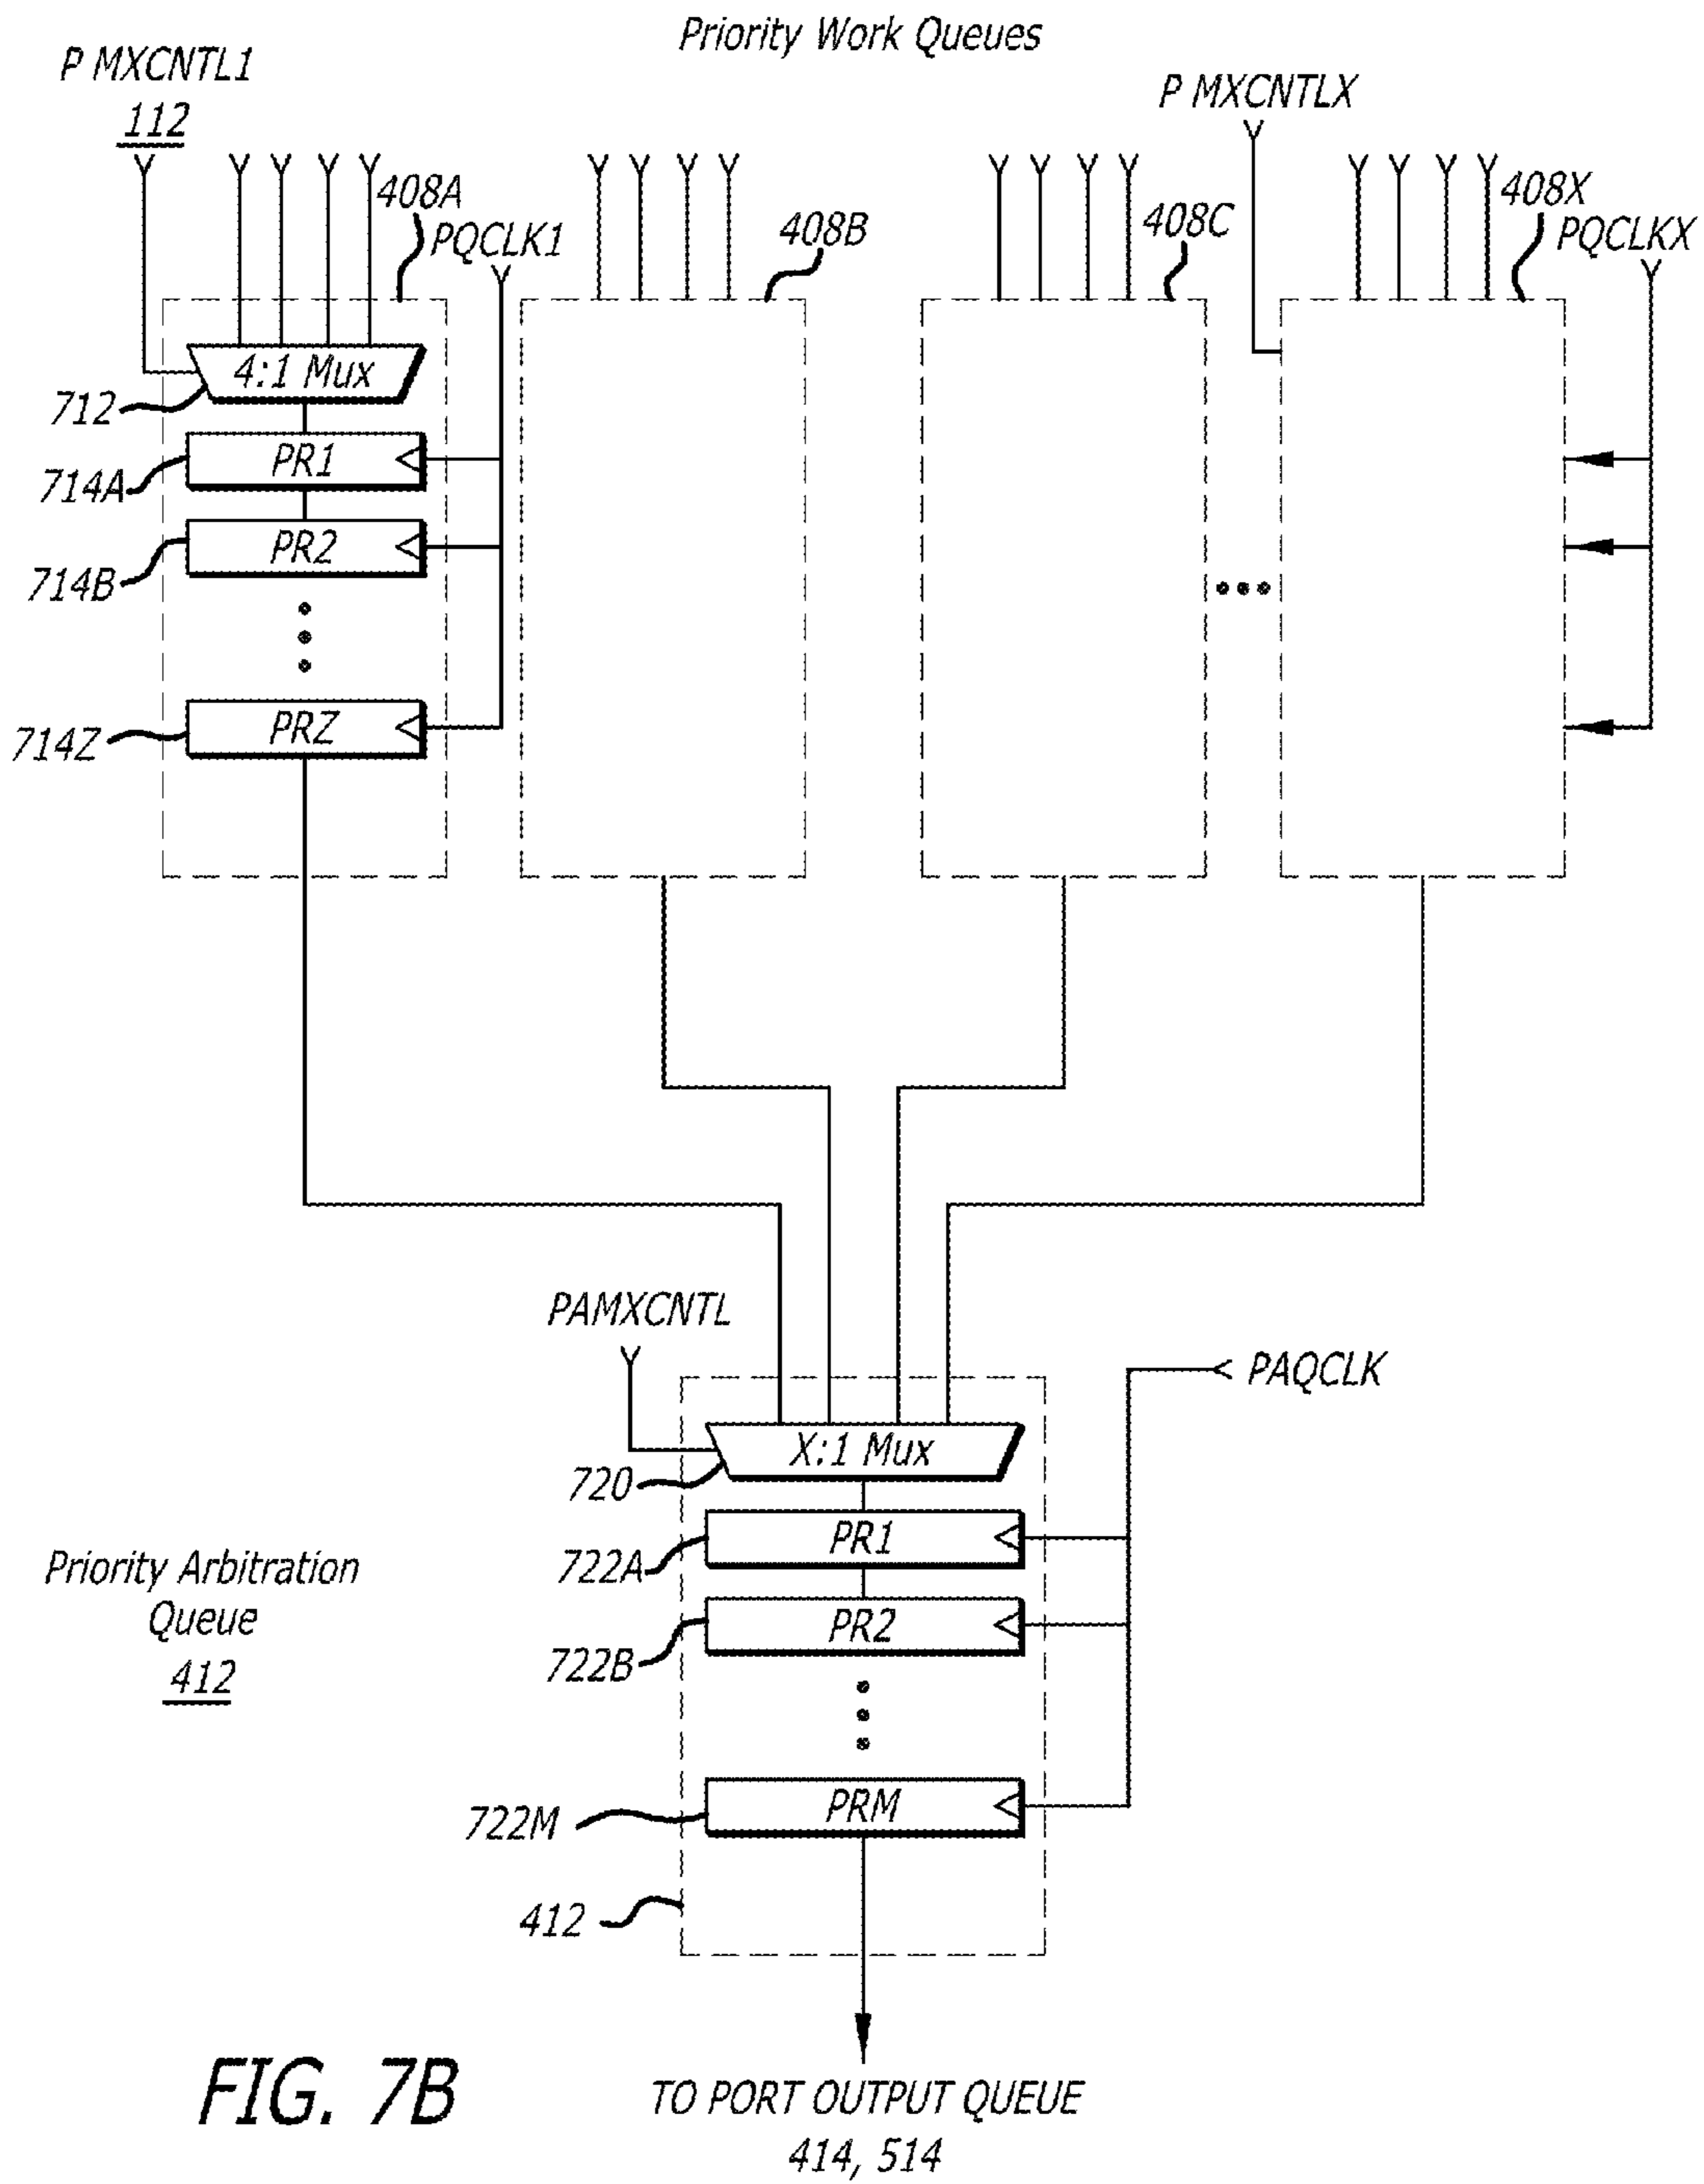 Priority Work Queues
P MXCNTL1
112
P MXCNTLX
408A
PQCLK1
408B
408C
408X
PQCLKX
4:1 Mux
712
PR1
714A
PR2
714B
PRZ
714Z
PAMXCNTL
PAQCLK
X:1 Mux
720
PR1
722A
PR2
722B
Priority Arbitration
Queue
412
PRM
722M
412
FIG. 7B
TO PORT OUTPUT QUEUE
414, 514